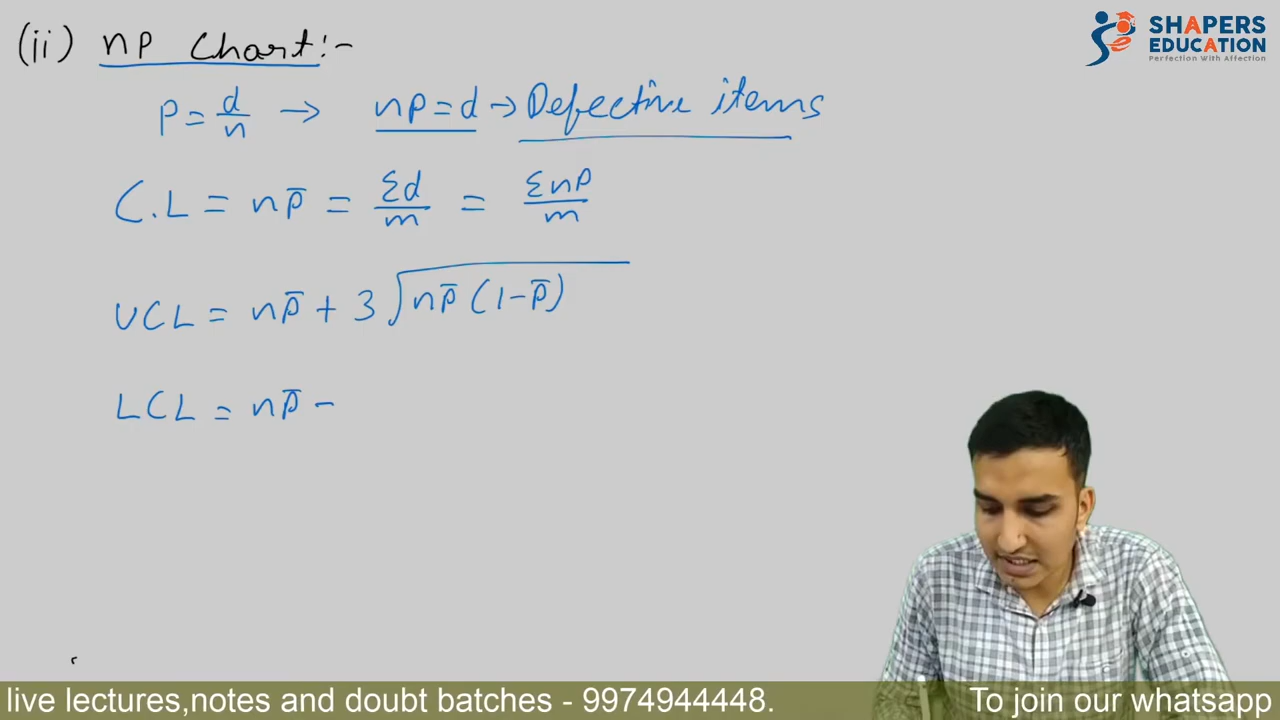 (ii) np Chart:-
SHAPERS
EDUCATION
Perfection With Affection
P = d/n → np = d → Defective items
C.L = np̄ = Σd/m = Σnp/m
UCL = np̄ + 3√np̄(1-p̄)
LCL = np̄ -
live lectures,notes and doubt batches - 9974944448. To join our whatsapp